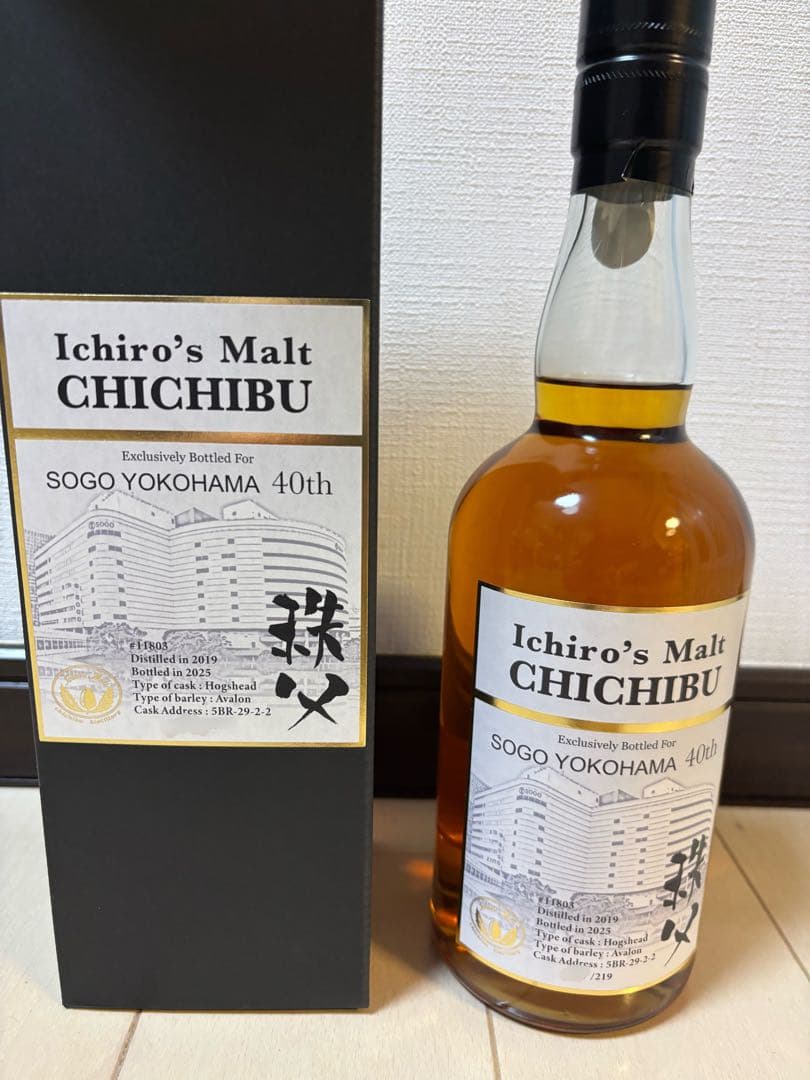 Ichiro's Malt
CHICHIBU
Exclusively Bottled For
SOGO YOKOHAMA 40th
SOGO
秩父
#11803
Distilled in 2019
Bottled in 2025
Type of cask : Hogshead
Type of barley : Avalon
Cask Address : 5BR-29-2-2
Ichiro's Malt
CHICHIBU
Exclusively Bottled For
SOGO YOKOHAMA 40th
SOGO
秩父
#11803
Distilled in 2019
Bottled in 2025
Type of cask : Hogshead
Type of barley : Avalon
Cask Address : 5BR-29-2-2
/219